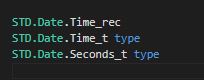 STD.Date.Time_rec
STD.Date.Time_t type
STD.Date.Seconds_t type